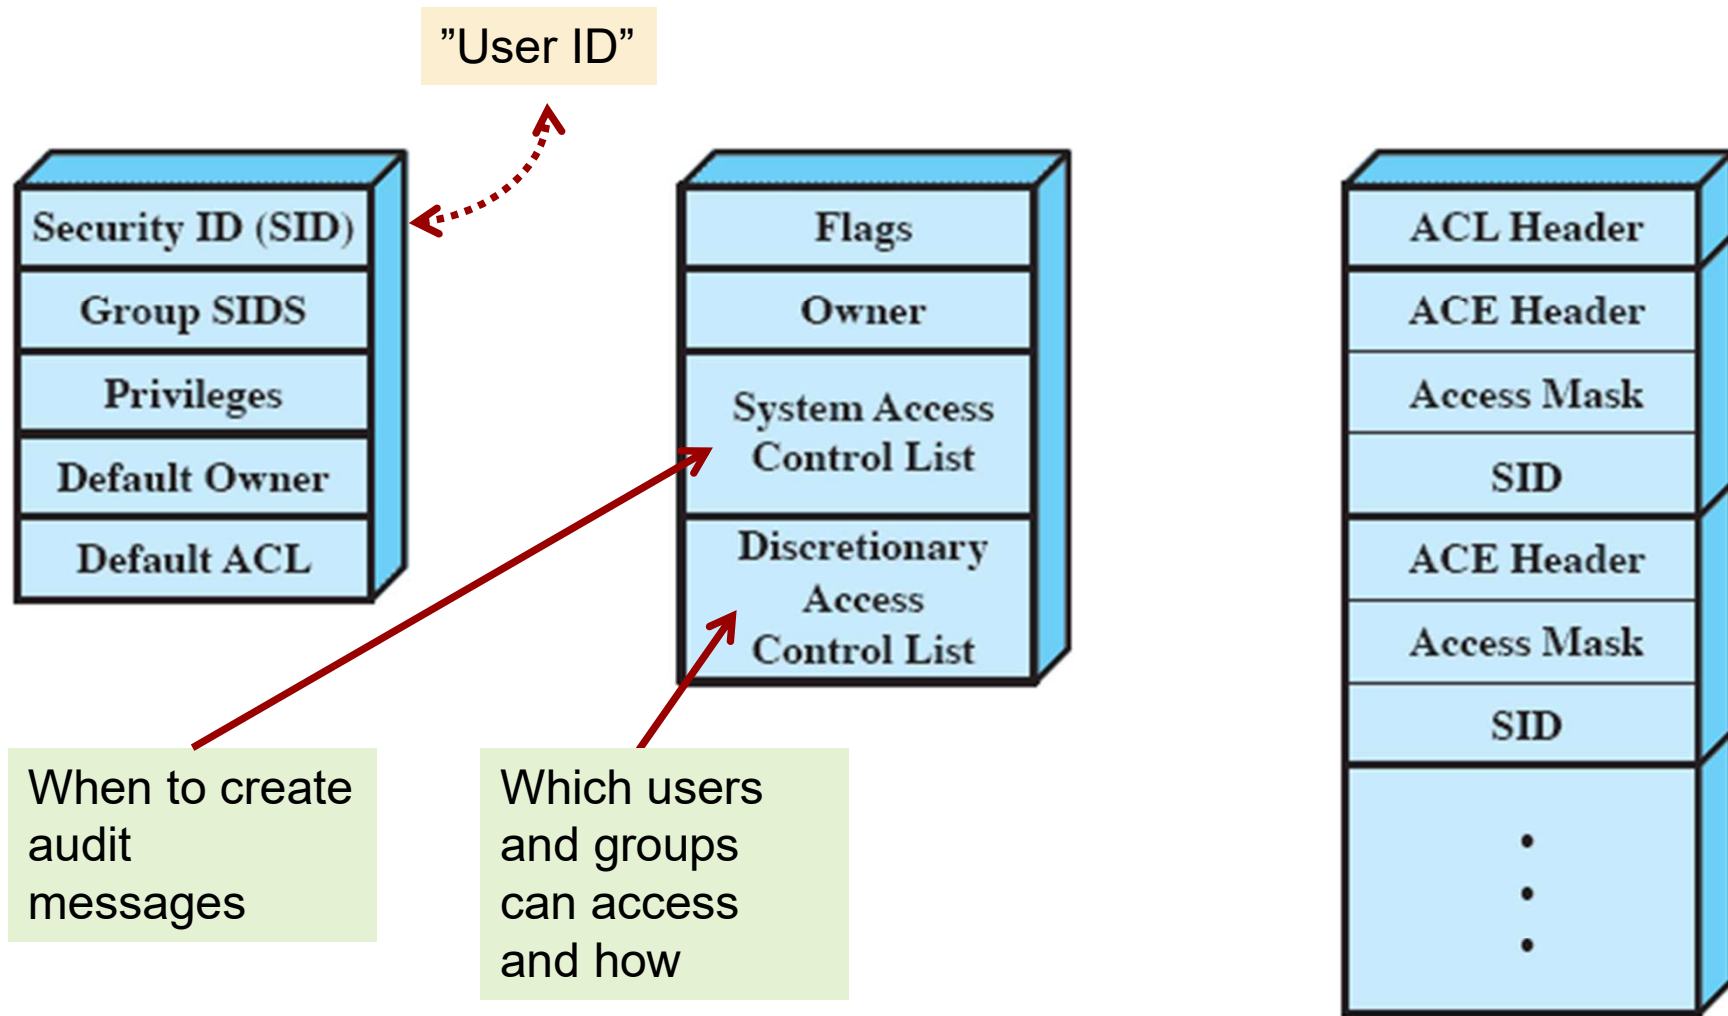 ”User ID”
Security ID (SID)
Group SIDS
Privileges
Default Owner
Default ACL
Flags
Owner
System Access
Control List
Discretionary
Access
Control List
ACL Header
ACE Header
Access Mask
SID
ACE Header
Access Mask
SID
When to create
audit
messages
Which users
and groups
can access
and how